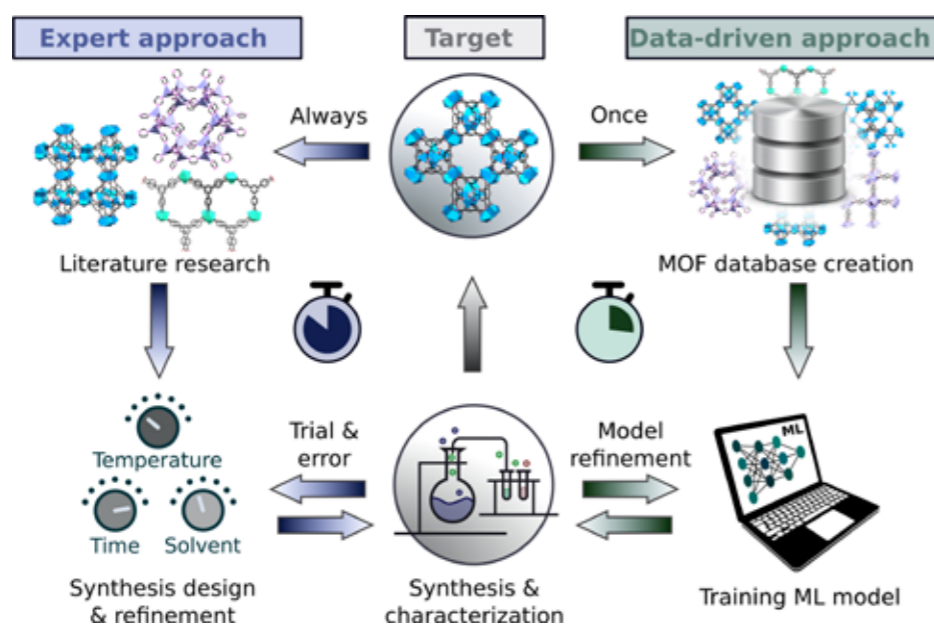 Expert approach
Target
Data-driven approach
Always
Once
Literature research
MOF database creation
Trial &
error
Model
refinement
ML
Temperature
Time
Solvent
Synthesis design
& refinement
Synthesis &
characterization
Training ML model